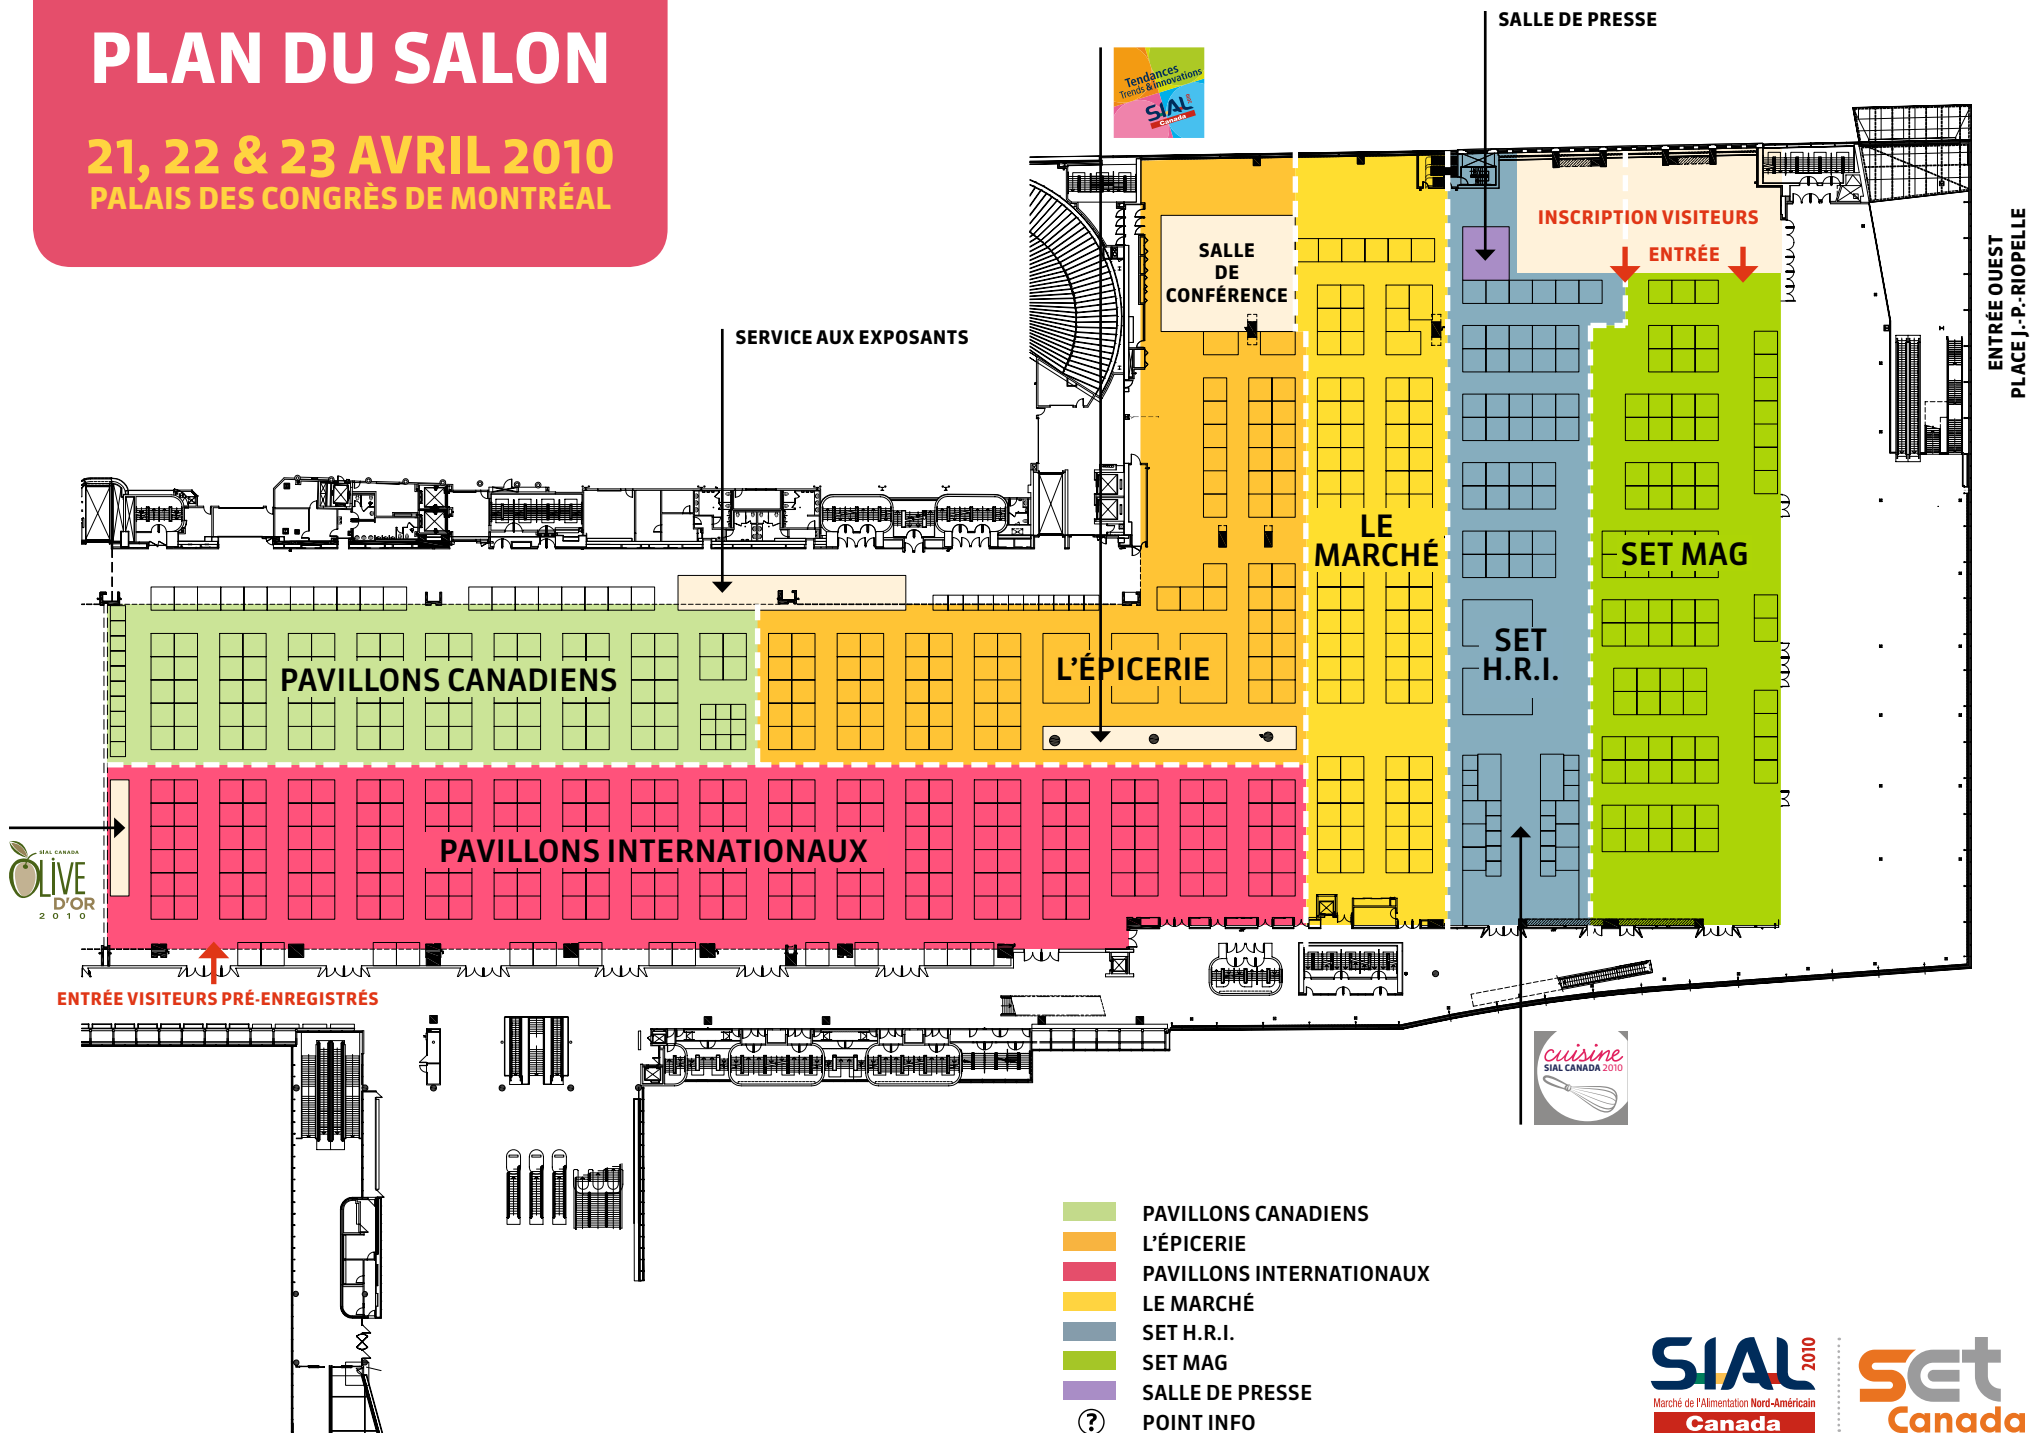 PLAN DU SALON
21, 22 & 23 AVRIL 2010
PALAIS DES CONGRÈS DE MONTRÉAL
SALLE DE PRESSE
Tendances
Trends & innovations
SIAL
Canada
INSCRIPTION VISITEURS
ENTRÉE
ENTRÉE OUEST
PLACE J.-P.-RIOPELLE
SALLE
DE
CONFÉRENCE
SERVICE AUX EXPOSANTS
LE
MARCHÉ
SET MAG
SET
H.R.I.
PAVILLONS CANADIENS
L'ÉPICERIE
PAVILLONS INTERNATIONAUX
SIAL CANADA
OLIVE
D'OR
2010
ENTRÉE VISITEURS PRÉ-ENREGISTRÉS
cuisine
SIAL CANADA 2010
PAVILLONS CANADIENS
L'ÉPICERIE
PAVILLONS INTERNATIONAUX
LE MARCHÉ
SET H.R.I.
SET MAG
SALLE DE PRESSE
? POINT INFO
SIAL 2010
Marché de l'Alimentation Nord-Américain
Canada
set
Canada